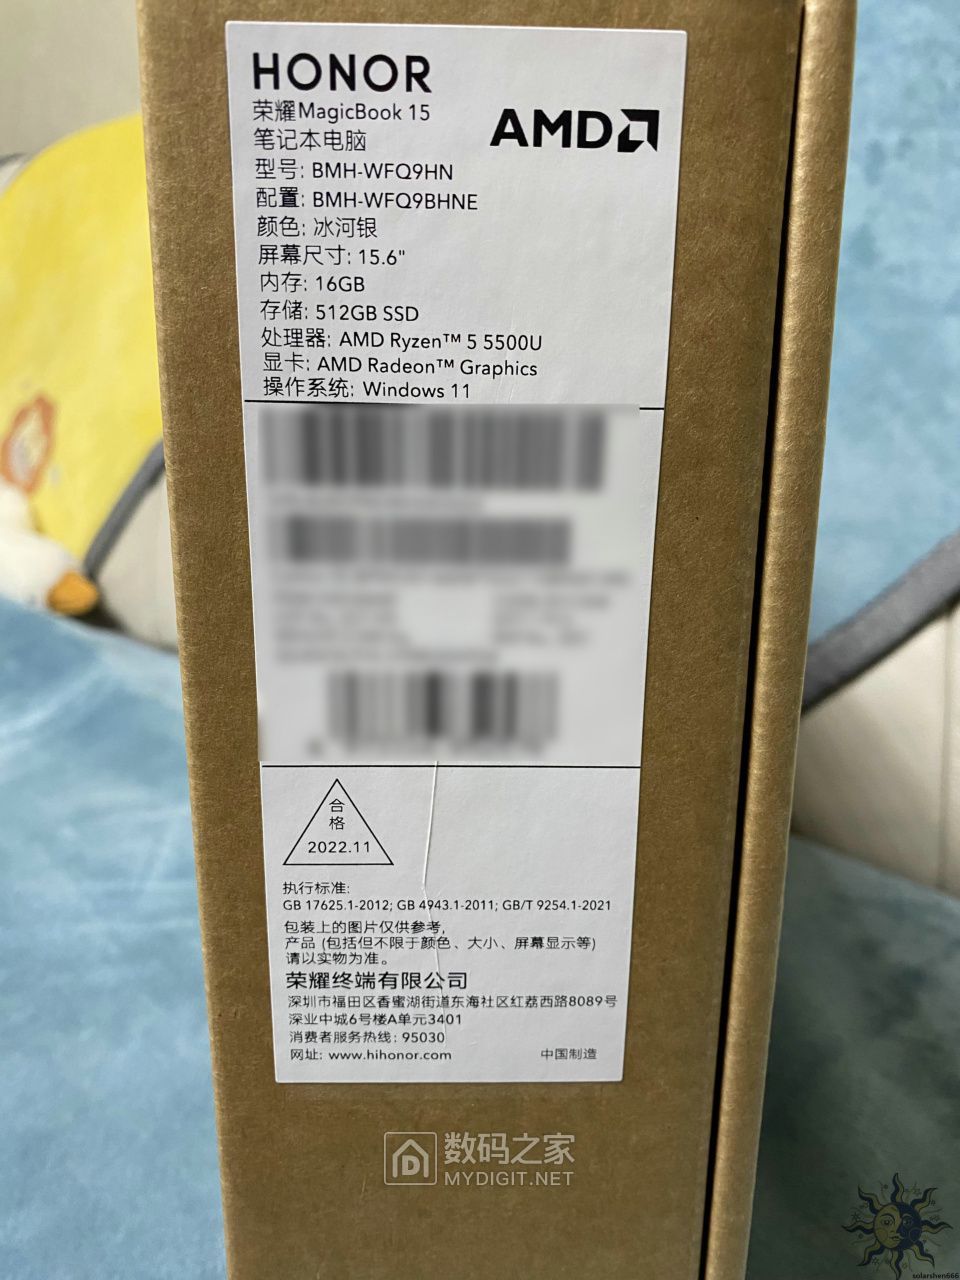 HONOR
荣耀MagicBook 15
AMD
笔记本电脑
型号: BMH-WFQ9HN
配置: BMH-WFQ9BHNE
颜色: 冰河银
屏幕尺寸: 15.6"
内存: 16GB
存储: 512GB SSD
处理器: AMD Ryzen™ 5 5500U
显卡: AMD Radeon™ Graphics
操作系统: Windows 11
合
格
2022.11
执行标准:
GB 17625.1-2012; GB 4943.1-2011; GB/T 9254.1-2021
包装上的图片仅供参考,
产品 (包括但不限于颜色、大小、屏幕显示等)
请以实物为准。
荣耀终端有限公司
深圳市福田区香蜜湖街道东海社区红荔西路8089号
深业中城6号楼A单元3401
消费者服务热线: 95030
网址: www.hihonor.com
中国制造
数码之家
MYDIGIT.NET
solarshen666